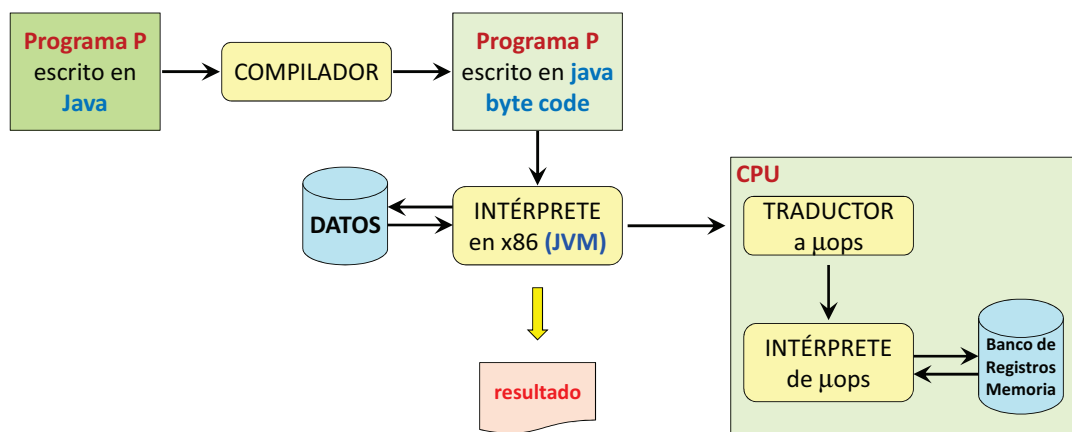 Programa P
escrito en
Java
COMPILADOR
Programa P
escrito en java
byte code
DATOS
INTÉRPRETE
en x86 (JVM)
resultado
CPU
TRADUCTOR
a μops
INTÉRPRETE
de μops
Banco de
Registros
Memoria